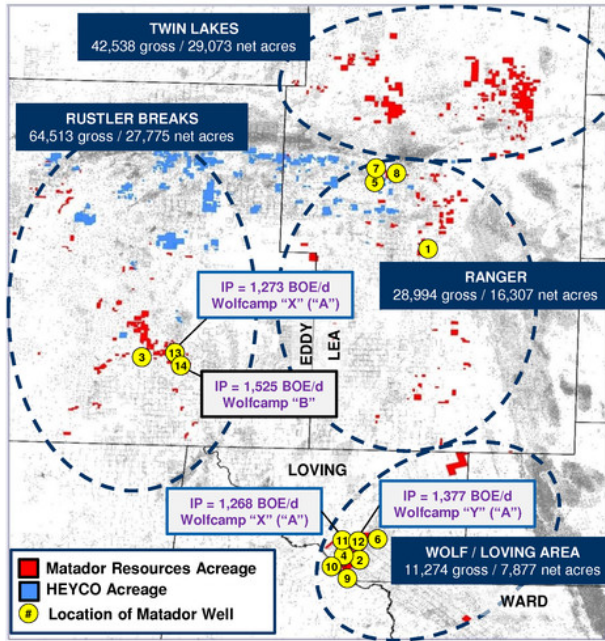 TWIN LAKES
42,538 gross / 29,073 net acres
RUSTLER BREAKS
64,513 gross / 27,775 net acres
7
8
5
1
RANGER
28,994 gross / 16,307 net acres
IP = 1,273 BOE/d
Wolfcamp “X” (“A”)
EDDY
LEA
3
13
14
IP = 1,525 BOE/d
Wolfcamp “B”
LOVING
IP = 1,268 BOE/d
Wolfcamp “X” (“A”)
IP = 1,377 BOE/d
Wolfcamp “Y” (“A”)
11
12
6
4
2
10
9
WOLF / LOVING AREA
11,274 gross / 7,877 net acres
WARD
Matador Resources Acreage
HEYCO Acreage
# Location of Matador Well